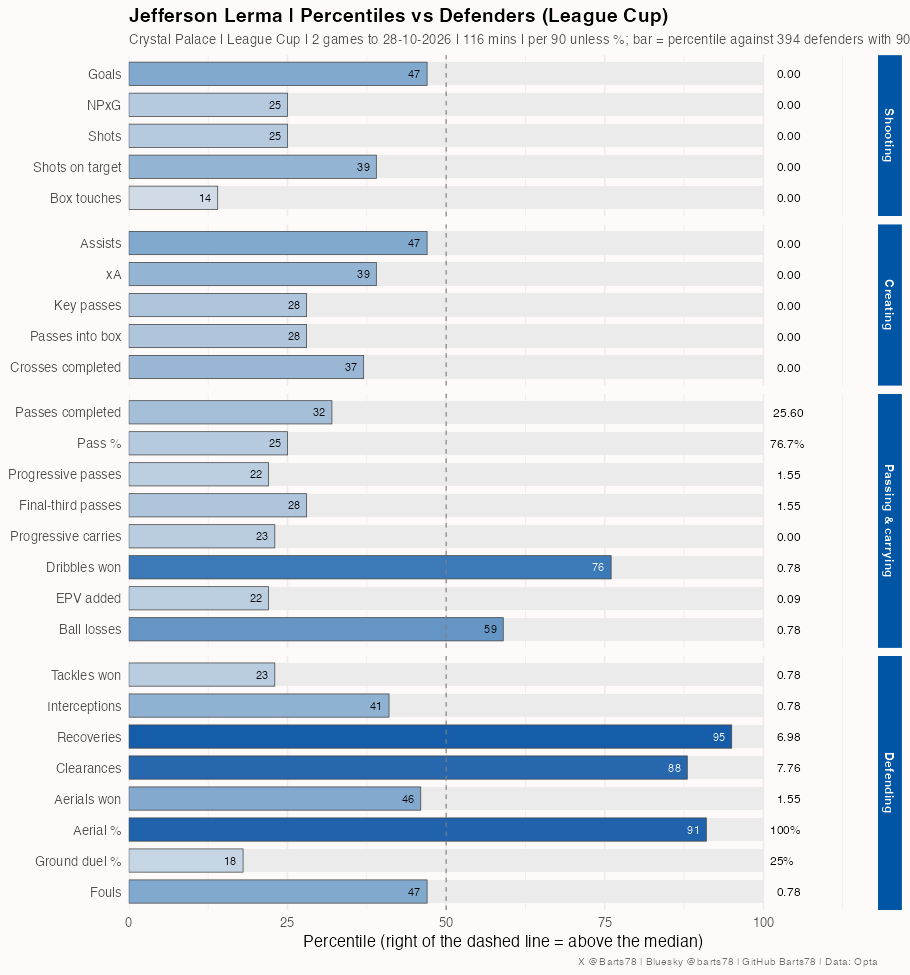 Jefferson Lerma | Percentiles vs Defenders (League Cup)
Crystal Palace | League Cup | 2 games to 28-10-2026 | 116 mins | per 90 unless %; bar = percentile against 394 defenders with 90
Goals 47 0.00
NPxG 25 0.00
Shots 25 0.00
Shots on target 39 0.00
Box touches 14 0.00
Shooting
Assists 47 0.00
xA 39 0.00
Key passes 28 0.00
Passes into box 28 0.00
Crosses completed 37 0.00
Creating
Passes completed 32 25.60
Pass % 25 76.7%
Progressive passes 22 1.55
Final-third passes 28 1.55
Progressive carries 23 0.00
Dribbles won 76 0.78
EPV added 22 0.09
Ball losses 59 0.78
Passing & carrying
Tackles won 23 0.78
Interceptions 41 0.78
Recoveries 95 6.98
Clearances 88 7.76
Aerials won 46 1.55
Aerial % 91 100%
Ground duel % 18 25%
Fouls 47 0.78
Defending
0 25 50 75 100
Percentile (right of the dashed line = above the median)
X @Barts78 | Bluesky @barts78 | GitHub Barts78 | Data: Opta